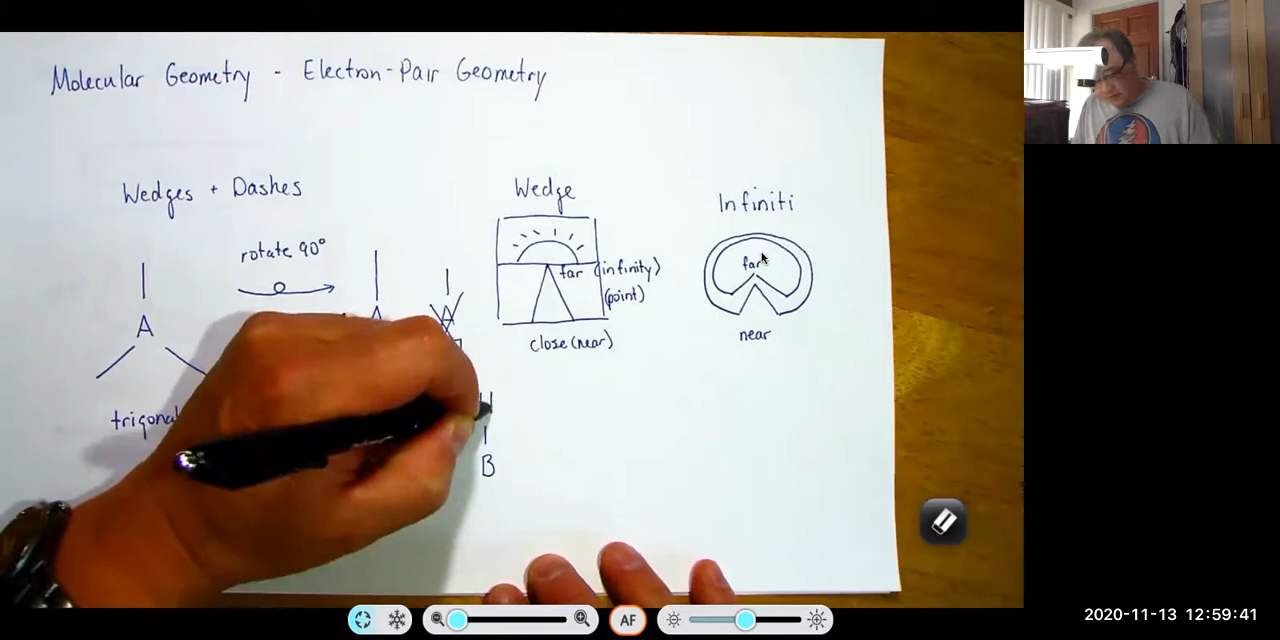 Molecular Geometry - Electron-Pair Geometry
Wedges + Dashes
Wedge
Infiniti
rotate 90°
far (infinity)
(point)
far
A
close (near)
near
B
AF
2020-11-13 12:59:41